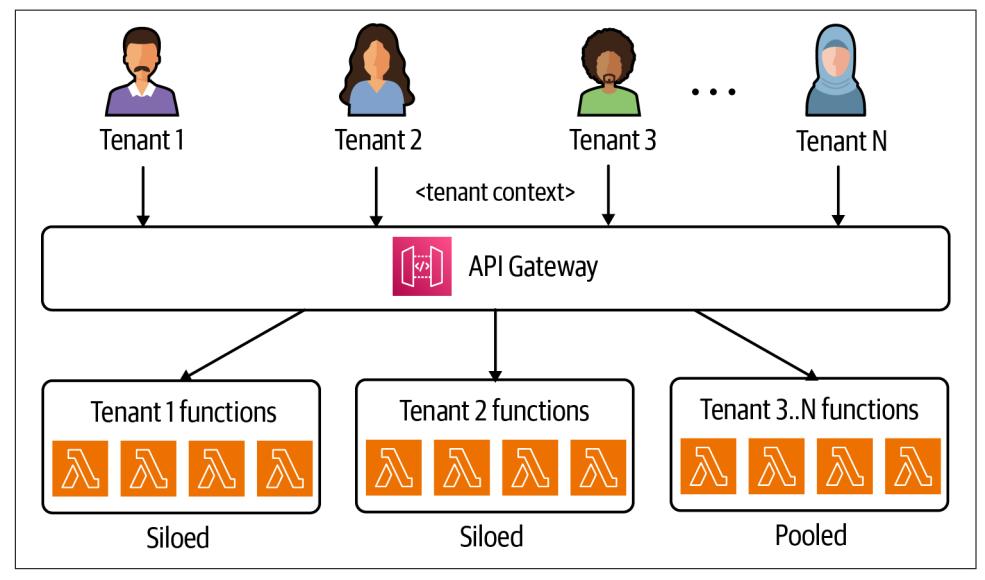 Tenant 1
Tenant 2
Tenant 3
...
Tenant N
<tenant context>
</>
API Gateway
Tenant 1 functions
Tenant 2 functions
Tenant 3..N functions
λ λ λ λ
λ λ λ λ
λ λ λ λ
Siloed
Siloed
Pooled